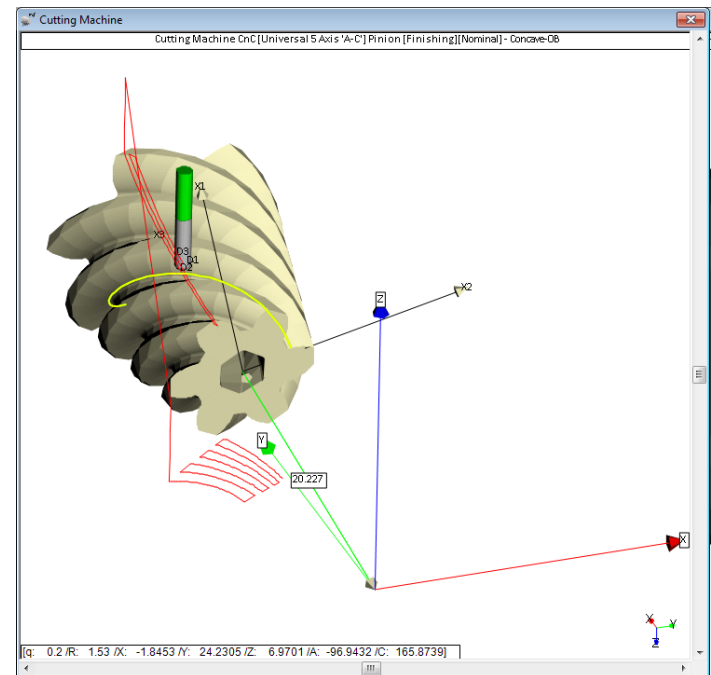 Cutting Machine
Cutting Machine CnC [Universal 5 Axis 'A-C'] Pinion [Finishing][Nominal] - Concave-OB
X1
X3
D3
D1
D2
X2
Z
Y
20.227
X
X
Y
Z
[q: 0.2 /R: 1.53 /X: -1.8453 /Y: 24.2305 /Z: 6.9701 /A: -96.9432 /C: 165.8739]